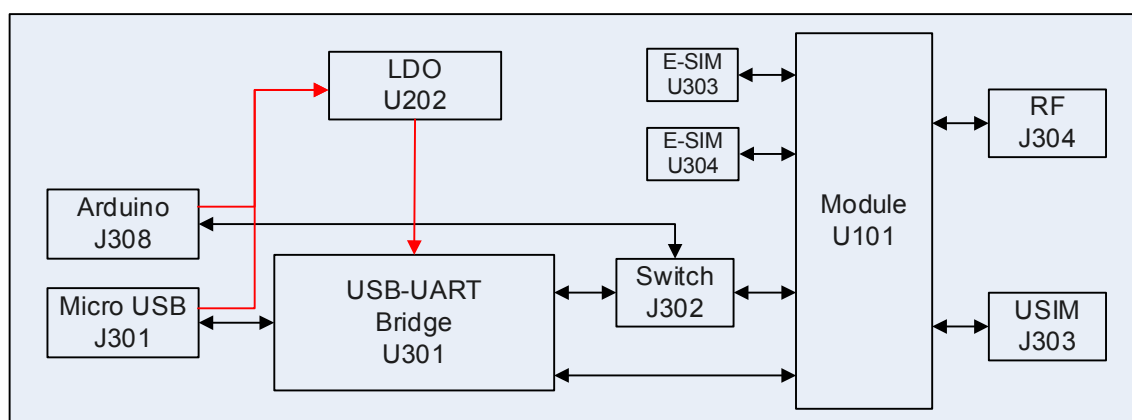 LDO
U202
E-SIM
U303
E-SIM
U304
RF
J304
Arduino
J308
Module
U101
Micro USB
J301
USB-UART
Bridge
U301
Switch
J302
USIM
J303